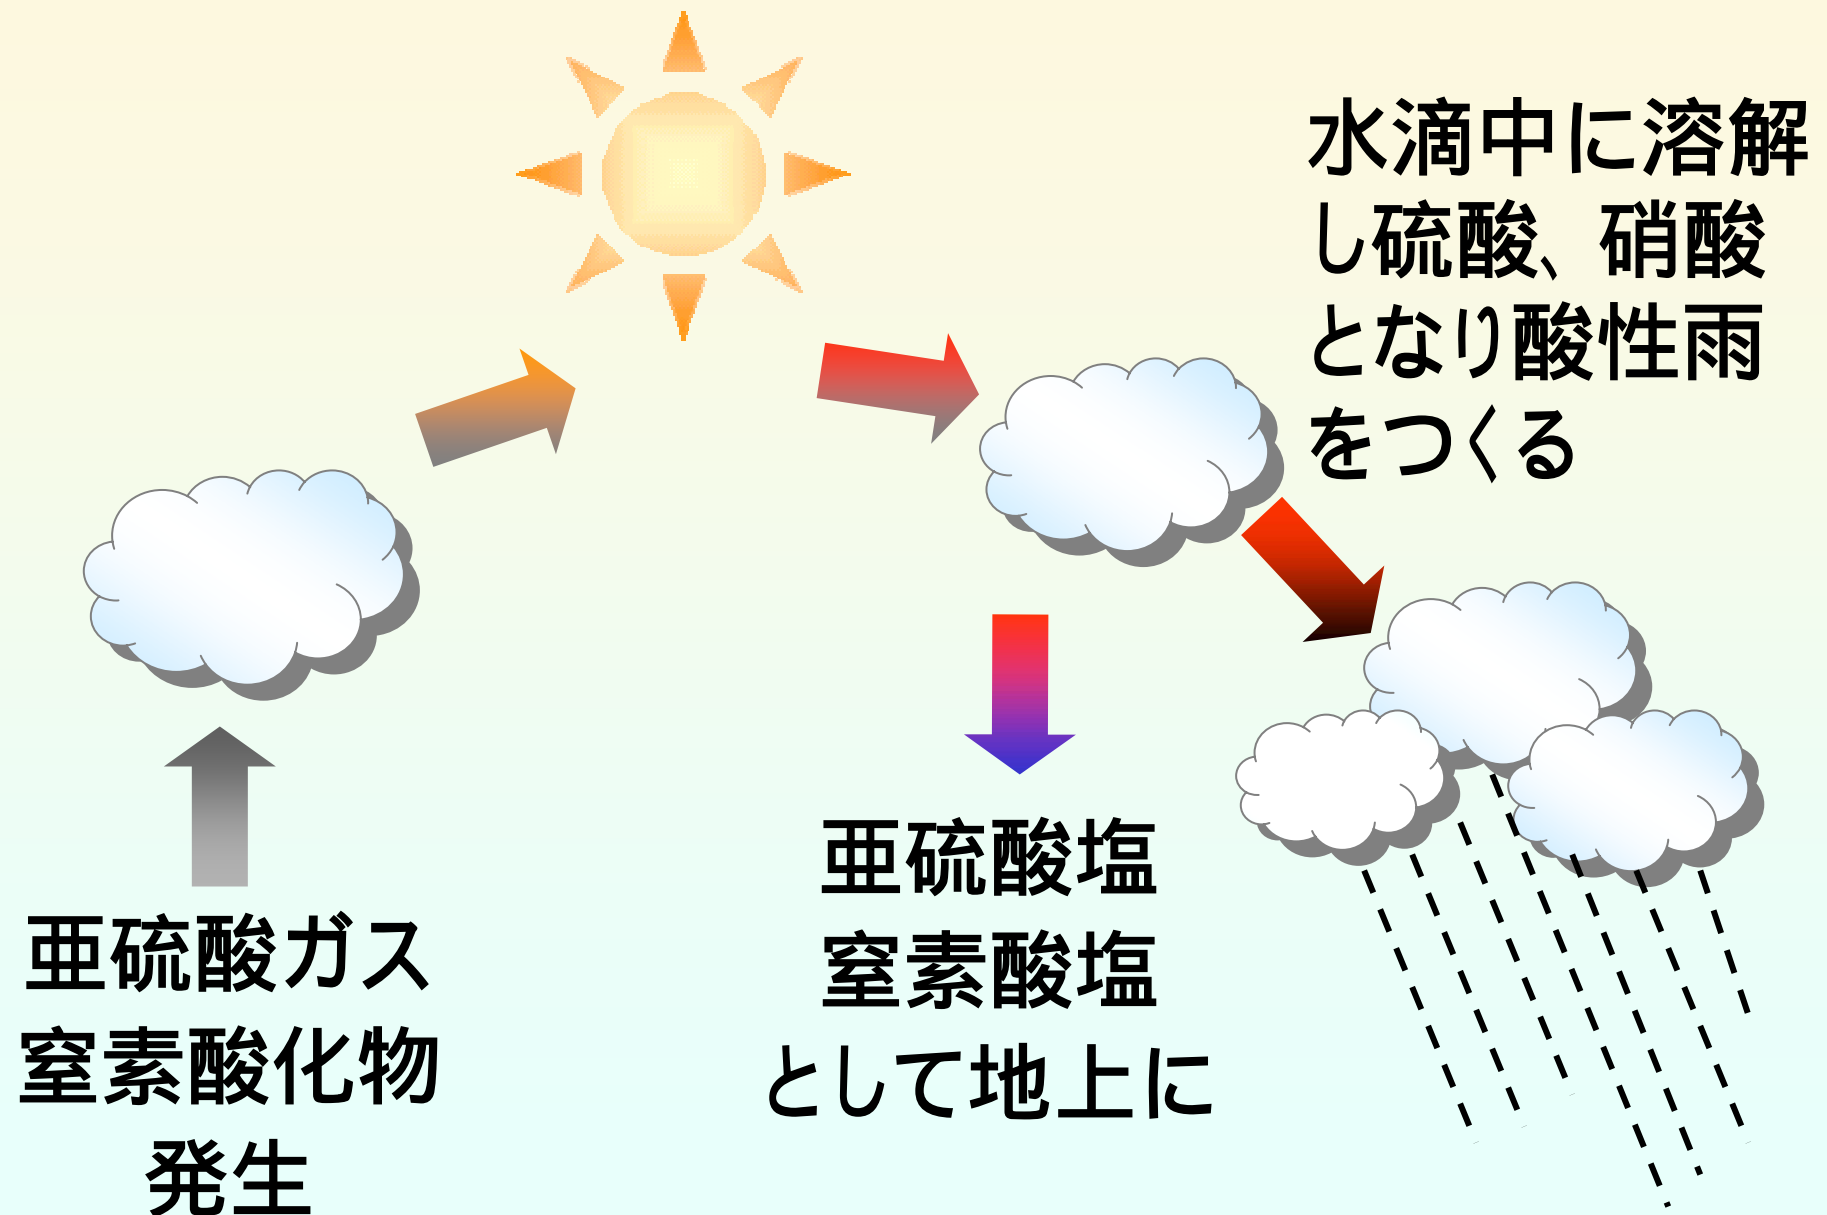 亜硫酸ガス
窒素酸化物
発生
亜硫酸塩
窒素酸塩
として地上に
水滴中に溶解
し硫酸、硝酸
となり酸性雨
をつくる